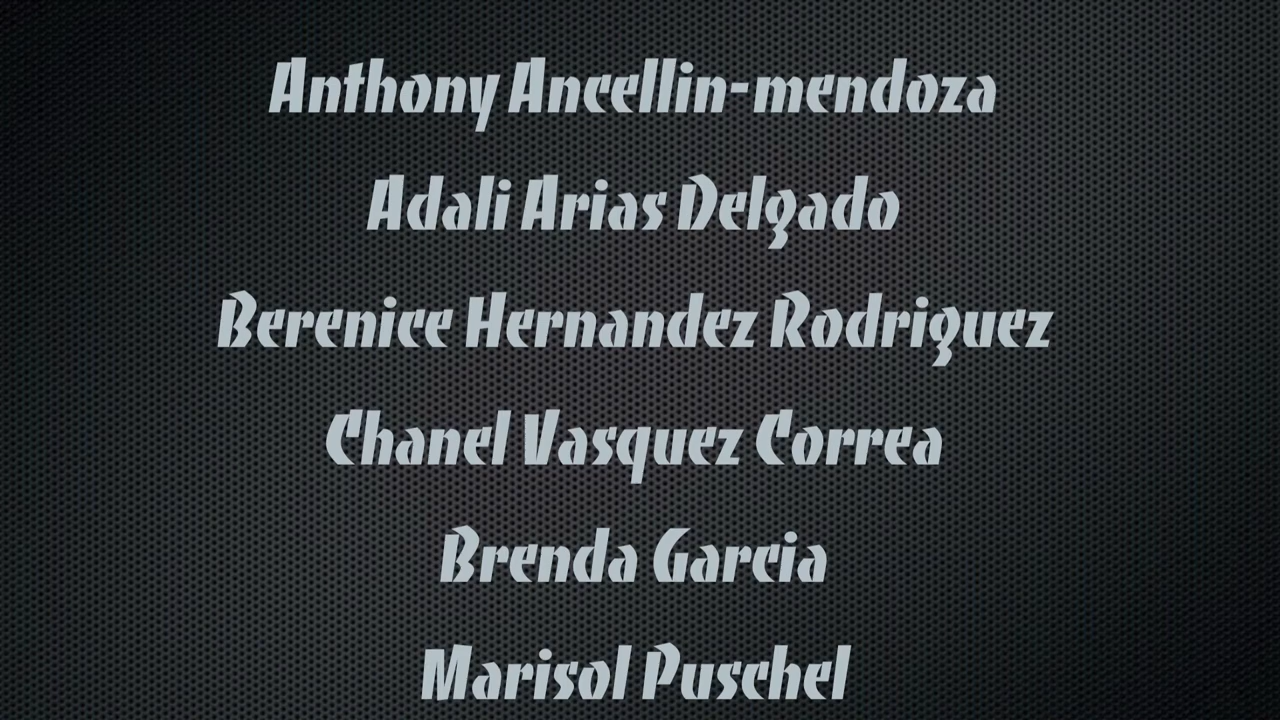 Anthony Ancellin-mendoza
Adali Arias Delgado
Berenice Hernandez Rodriguez
Chanel Vasquez Correa
Brenda Garcia
Marisol Puschel